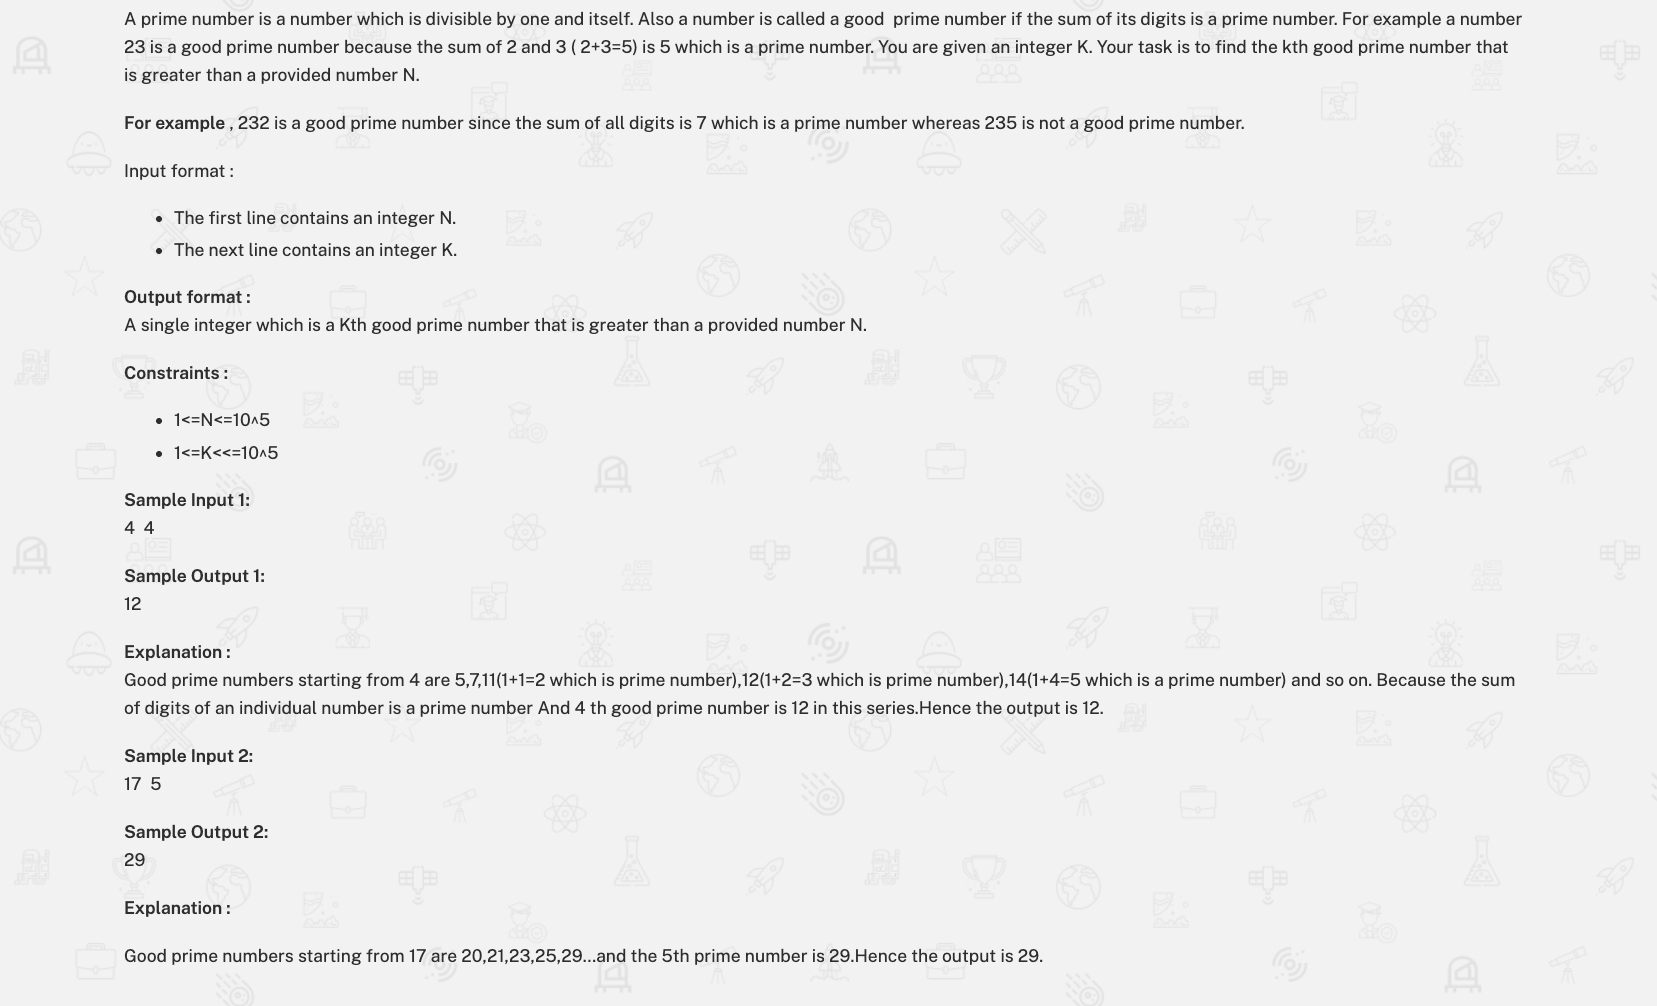 A prime number is a number which is divisible by one and itself. Also a number is called a good  prime number if the sum of its digits is a prime number. For example a number
23 is a good prime number because the sum of 2 and 3 ( 2+3=5) is 5 which is a prime number. You are given an integer K. Your task is to find the kth good prime number that
is greater than a provided number N.
For example , 232 is a good prime number since the sum of all digits is 7 which is a prime number whereas 235 is not a good prime number.
Input format :
• The first line contains an integer N.
• The next line contains an integer K.
Output format :
A single integer which is a Kth good prime number that is greater than a provided number N.
Constraints :
• 1<=N<=10^5
• 1<=K<<=10^5
Sample Input 1:
4  4
Sample Output 1:
12
Explanation :
Good prime numbers starting from 4 are 5,7,11(1+1=2 which is prime number),12(1+2=3 which is prime number),14(1+4=5 which is a prime number) and so on. Because the sum
of digits of an individual number is a prime number And 4 th good prime number is 12 in this series.Hence the output is 12.
Sample Input 2:
17  5
Sample Output 2:
29
Explanation :
Good prime numbers starting from 17 are 20,21,23,25,29...and the 5th prime number is 29.Hence the output is 29.